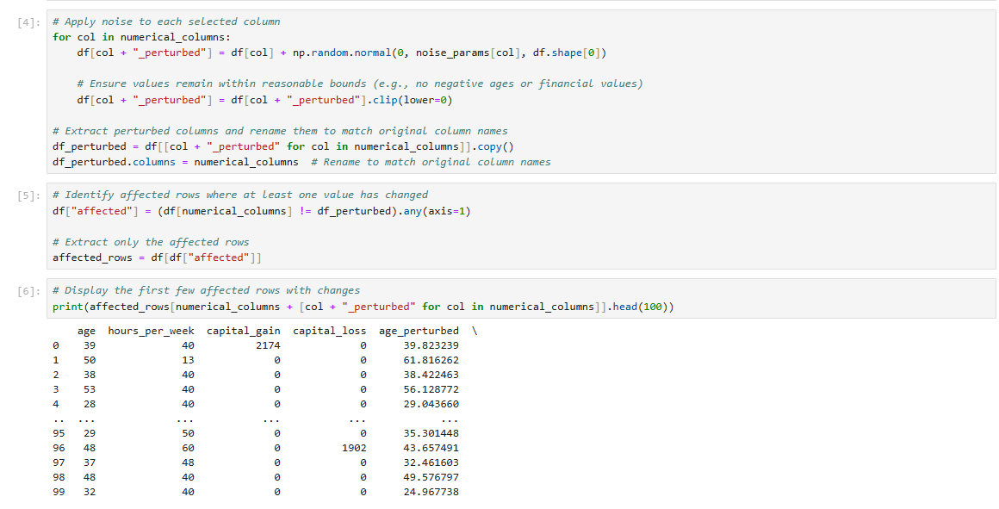 [4]: # Apply noise to each selected column
for col in numerical_columns:
    df[col + "_perturbed"] = df[col] + np.random.normal(0, noise_params[col], df.shape[0])
    # Ensure values remain within reasonable bounds (e.g., no negative ages or financial values)
    df[col + "_perturbed"] = df[col + "_perturbed"].clip(lower=0)
# Extract perturbed columns and rename them to match original column names
df_perturbed = df[[col + "_perturbed" for col in numerical_columns]].copy()
df_perturbed.columns = numerical_columns  # Rename to match original column names
[5]: # Identify affected rows where at least one value has changed
df["affected"] = (df[numerical_columns] != df_perturbed).any(axis=1)
# Extract only the affected rows
affected_rows = df[df["affected"]]
[6]: # Display the first few affected rows with changes
print(affected_rows[numerical_columns + [col + "_perturbed" for col in numerical_columns]].head(100))
    age  hours_per_week  capital_gain  capital_loss  age_perturbed  \
0    39              40          2174             0      39.823239
1    50              13             0             0      61.816262
2    38              40             0             0      38.422463
3    53              40             0             0      56.128772
4    28              40             0             0      29.043660
..  ...             ...           ...           ...            ...
95   29              50             0             0      35.301448
96   48              60             0          1902      43.657491
97   37              48             0             0      32.461603
98   48              40             0             0      49.576797
99   32              40             0             0      24.967738